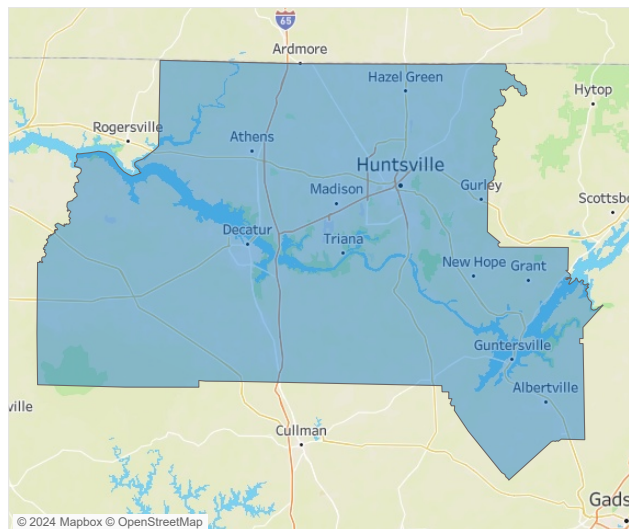 65
Ardmore
Hazel Green
Hytop
Rogersville
Athens
Huntsville
Madison
Gurley
Scottsbo
Decatur
Triana
New Hope
Grant
Guntersville
Albertville
ville
Cullman
Gads
© 2024 Mapbox © OpenStreetMap